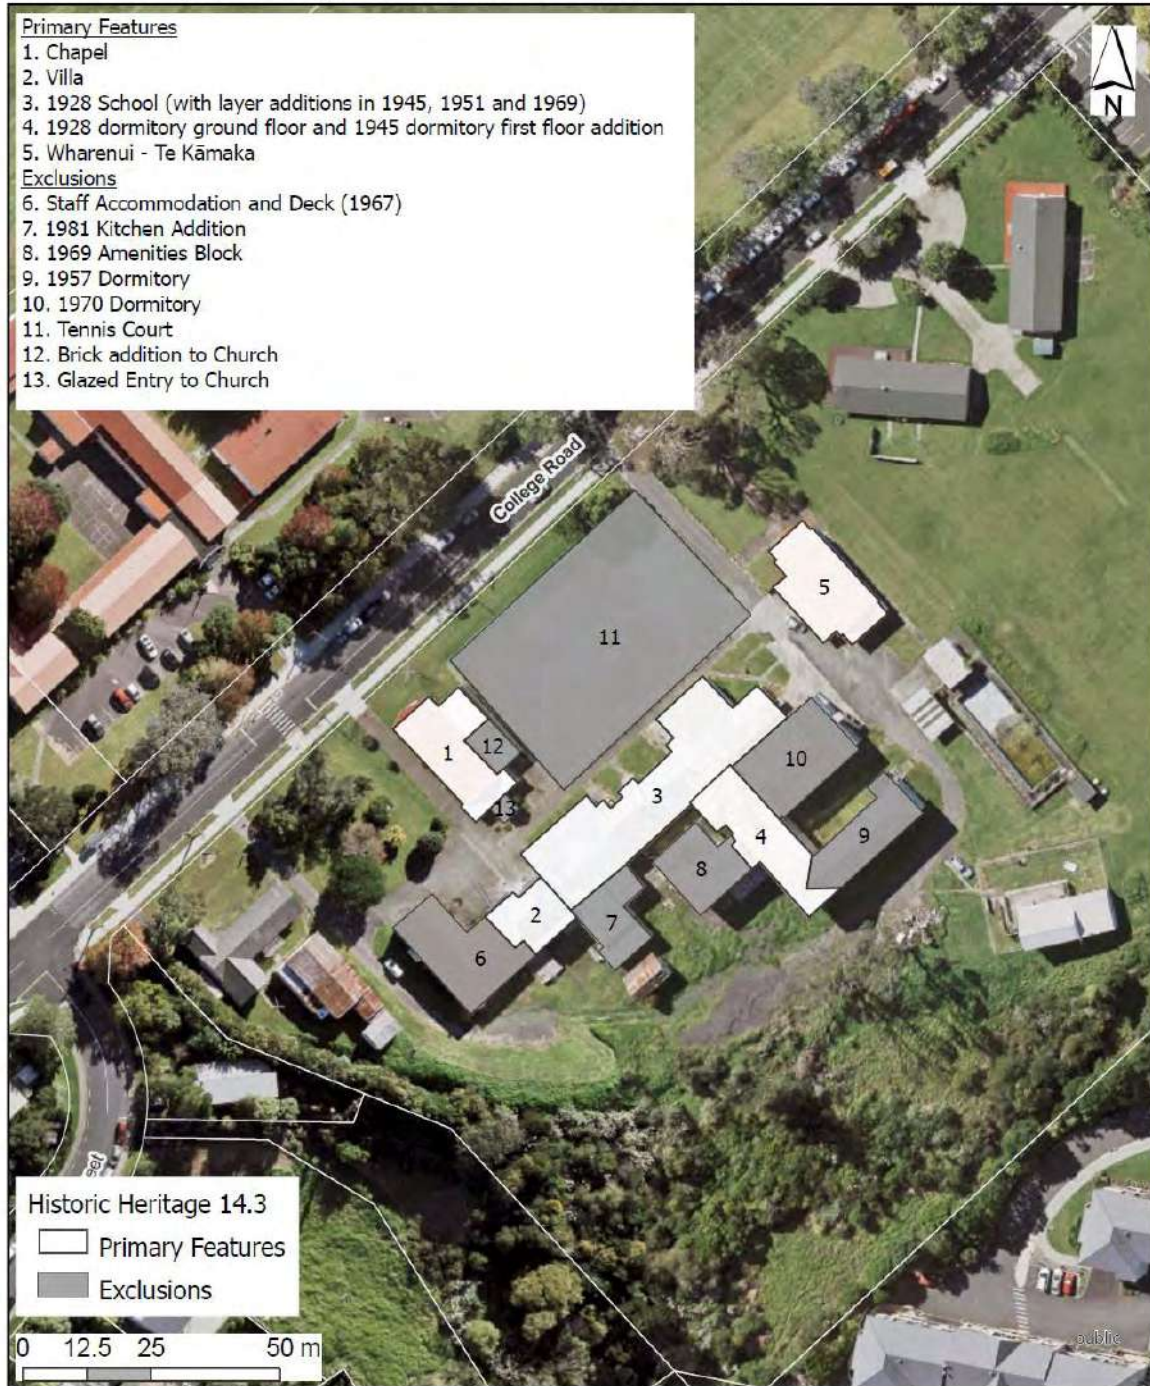 Primary Features
1. Chapel
2. Villa
3. 1928 School (with layer additions in 1945, 1951 and 1969)
4. 1928 dormitory ground floor and 1945 dormitory first floor addition
5. Wharenui - Te Kāmaka
Exclusions
6. Staff Accommodation and Deck (1967)
7. 1981 Kitchen Addition
8. 1969 Amenities Block
9. 1957 Dormitory
10. 1970 Dormitory
11. Tennis Court
12. Brick addition to Church
13. Glazed Entry to Church
N
College Road
5
11
12
1
10
3
13
4
9
8
2
7
6
eet
Historic Heritage 14.3
Primary Features
Exclusions
0 12.5 25 50 m
public